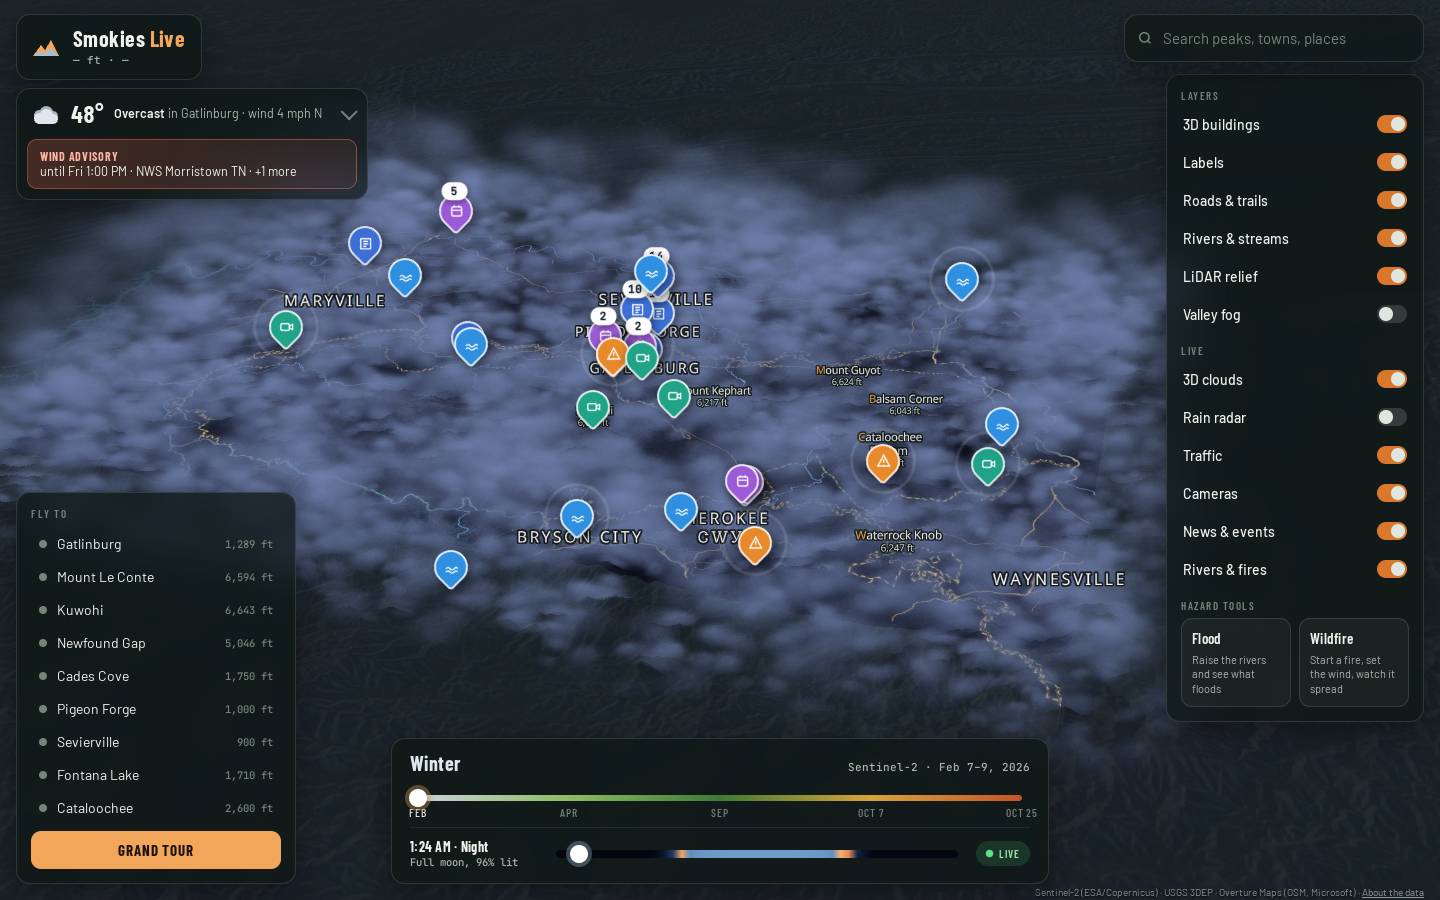 Smokies Live
— ft · —
Search peaks, towns, places
48° Overcast in Gatlinburg · wind 4 mph N
WIND ADVISORY
until Fri 1:00 PM · NWS Morristown TN · +1 more
5
MARYVILLE
10
2
2
Mount Guyot
6,624 ft
Mount Kephart
6,217 ft
Balsam Corner
6,043 ft
Cataloochee
BRYSON CITY
CHEROKEE
Waterrock Knob
6,247 ft
WAYNESVILLE
LAYERS
3D buildings
Labels
Roads & trails
Rivers & streams
LiDAR relief
Valley fog
LIVE
3D clouds
Rain radar
Traffic
Cameras
News & events
Rivers & fires
HAZARD TOOLS
Flood
Raise the rivers
and see what
floods
Wildfire
Start a fire, set
the wind, watch it
spread
FLY TO
Gatlinburg 1,289 ft
Mount Le Conte 6,594 ft
Kuwohi 6,643 ft
Newfound Gap 5,046 ft
Cades Cove 1,750 ft
Pigeon Forge 1,000 ft
Sevierville 900 ft
Fontana Lake 1,710 ft
Cataloochee 2,600 ft
GRAND TOUR
Winter
Sentinel-2 · Feb 7–9, 2026
FEB APR SEP OCT 7 OCT 25
1:24 AM · Night
Full moon, 96% lit
LIVE
Sentinel-2 (ESA/Copernicus) · USGS 3DEP · Overture Maps (OSM, Microsoft) · About the data